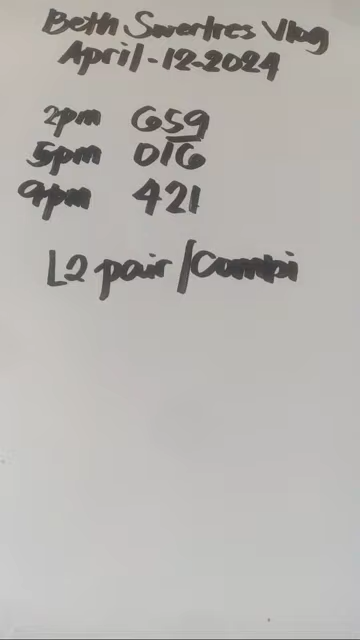 Beth Swertres Vlog
April-12-2024
2pm 659
5pm 016
9pm 421
L2 pair/Combi